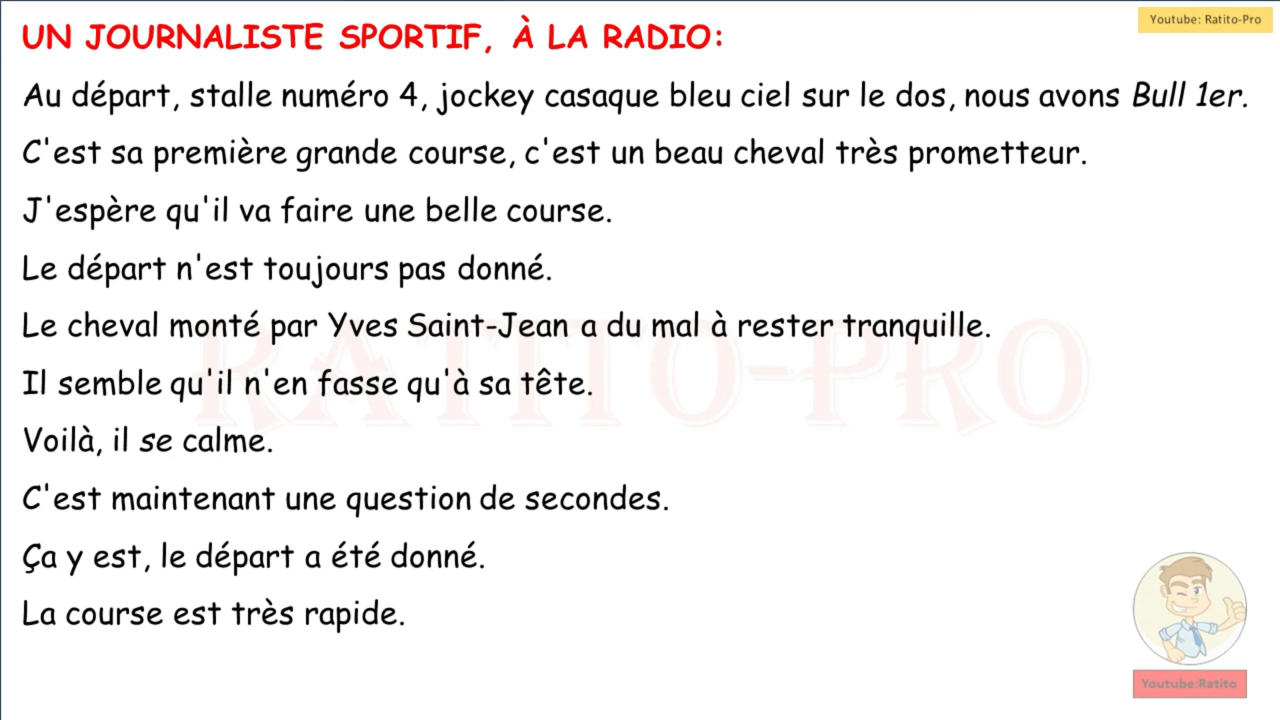 Youtube: Ratito-Pro
UN JOURNALISTE SPORTIF, À LA RADIO:
Au départ, stalle numéro 4, jockey casaque bleu ciel sur le dos, nous avons Bull 1er.
C'est sa première grande course, c'est un beau cheval très prometteur.
J'espère qu'il va faire une belle course.
Le départ n'est toujours pas donné.
Le cheval monté par Yves Saint-Jean a du mal à rester tranquille.
Il semble qu'il n'en fasse qu'à sa tête.
RATITO-PRO
Voilà, il se calme.
C'est maintenant une question de secondes.
Ça y est, le départ a été donné.
La course est très rapide.
Youtube:Ratito